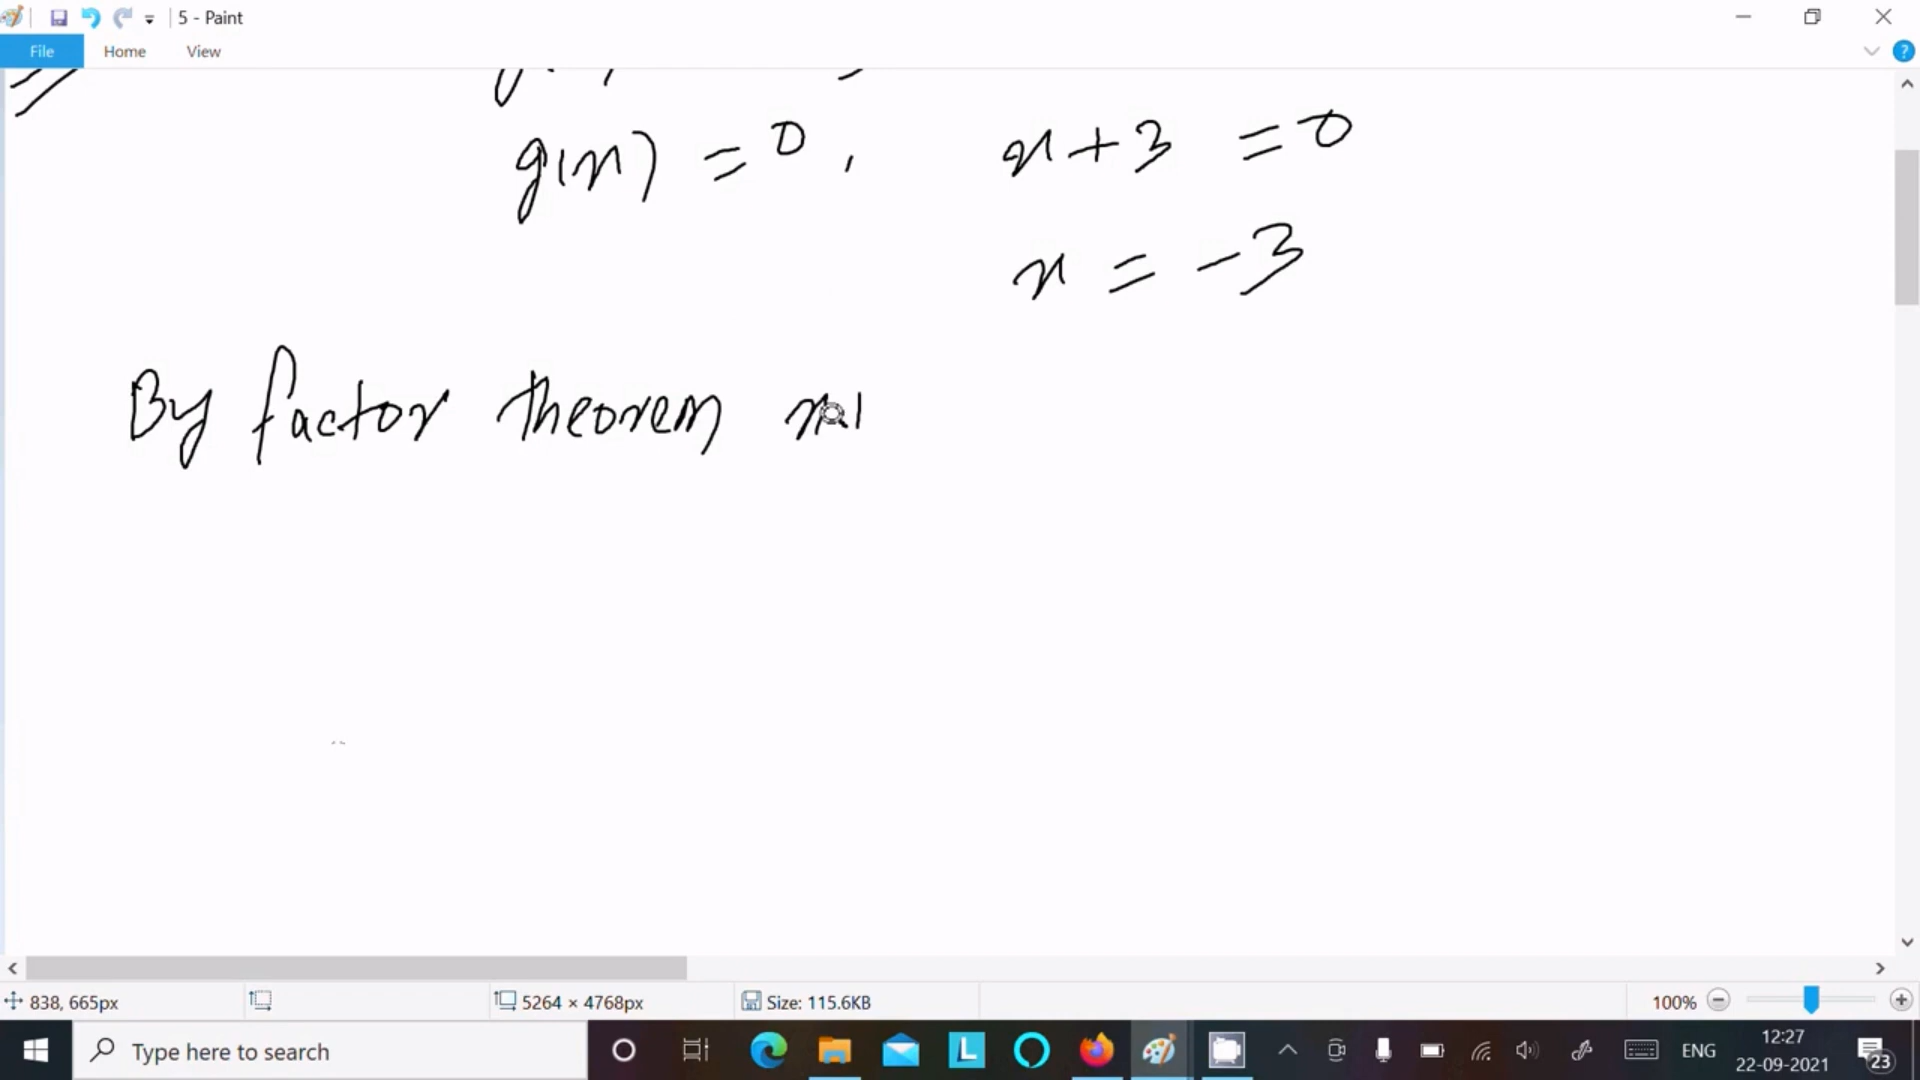 5 - Paint
File Home View
g(x) = 0, x + 3 = 0
x = -3
By factor theorem
838, 665px 5264 × 4768px Size: 115.6KB 100%
Type here to search L ENG 12:27
22-09-2021 23